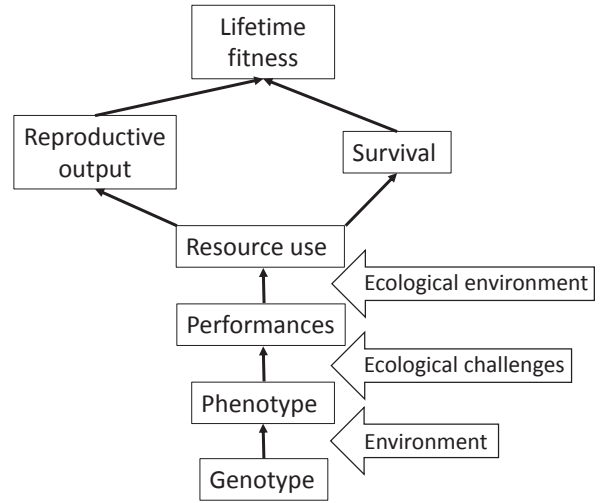 Lifetime
fitness
Reproductive
output
Survival
Resource use
Ecological environment
Performances
Ecological challenges
Phenotype
Environment
Genotype